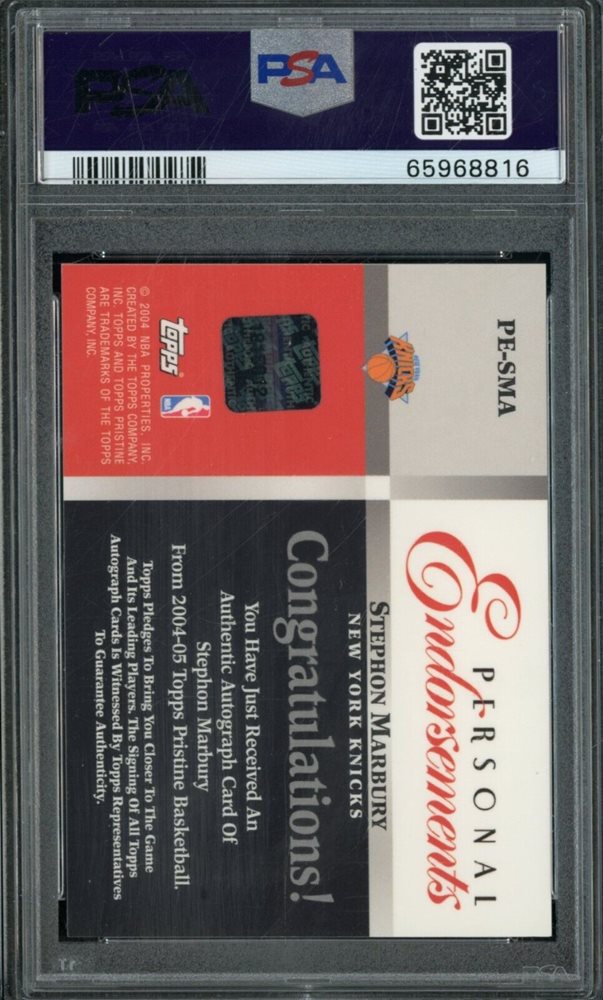 PSA
PSA
65968816
PE-SMA
PERSONAL
Endorsements
STEPHON MARBURY
NEW YORK KNICKS
KNICKS
Congratulations!
You Have Just Received An
Authentic Autograph Card Of
Stephon Marbury
From 2004-05 Topps Pristine Basketball.
Topps Pledges To Bring You Closer To The Game
And Its Leading Players. The Signing Of All Topps
Autograph Cards Is Witnessed By Topps Representatives
To Guarantee Authenticity.
topps
NBA
© 2004 NBA PROPERTIES, INC.
CREATED BY THE TOPPS COMPANY,
INC. TOPPS AND TOPPS PRISTINE
ARE TRADEMARKS OF THE TOPPS
COMPANY, INC.
PSA